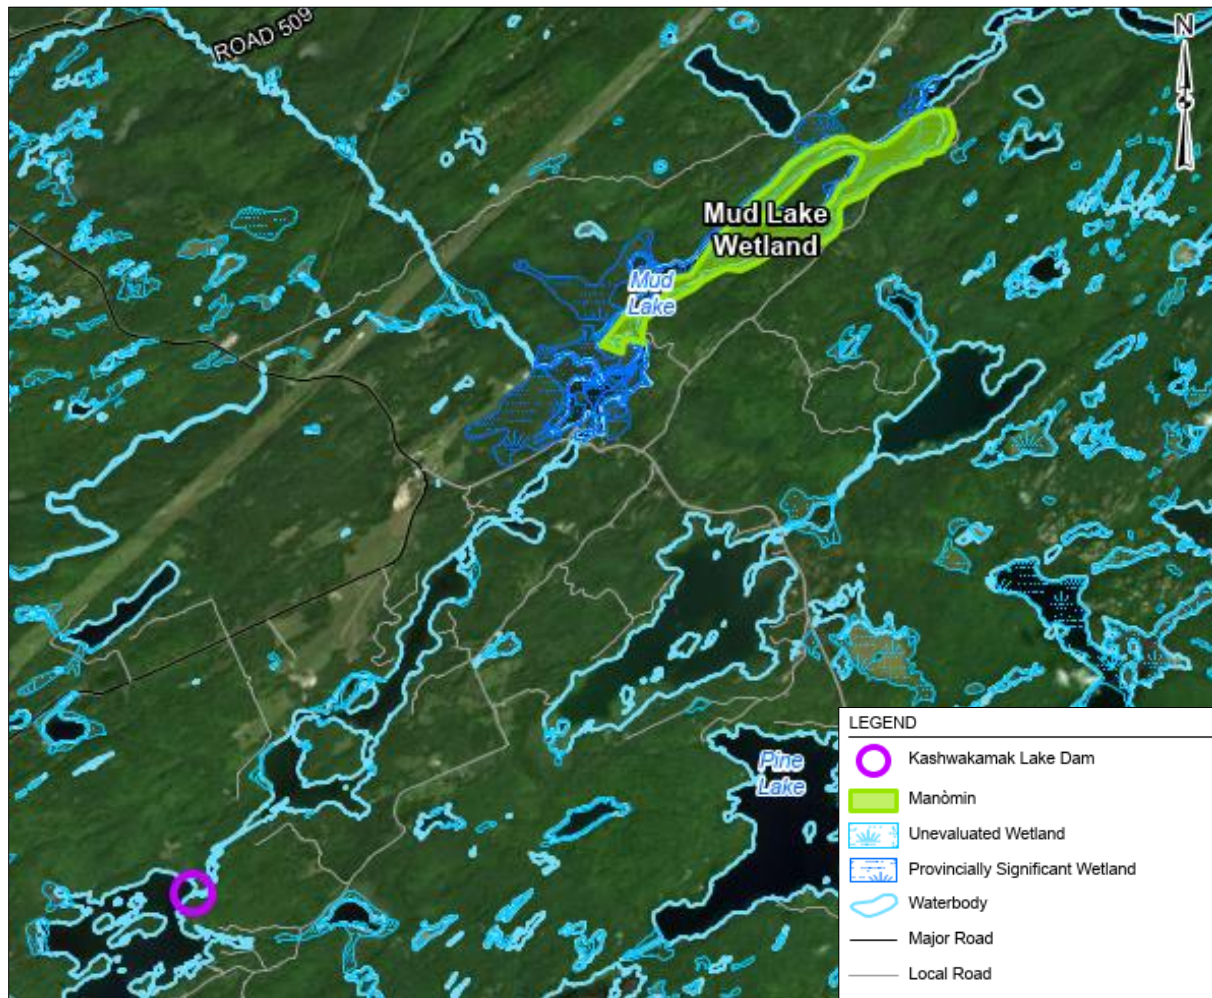 ROAD 509
N
Mud Lake
Wetland
Mud
Lake
Pine
Lake
LEGEND
Kashwakamak Lake Dam
Manòmin
Unevaluated Wetland
Provincially Significant Wetland
Waterbody
Major Road
Local Road